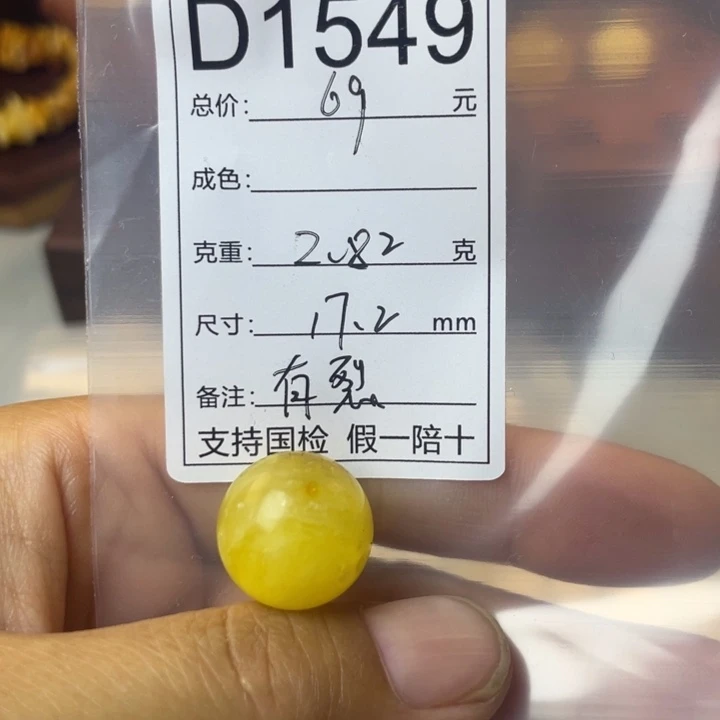 D1549
总价: 69 元
成色:
克重: 2.82 克
尺寸: 17.2 mm
备注: 有裂
支持国检 假一陪十